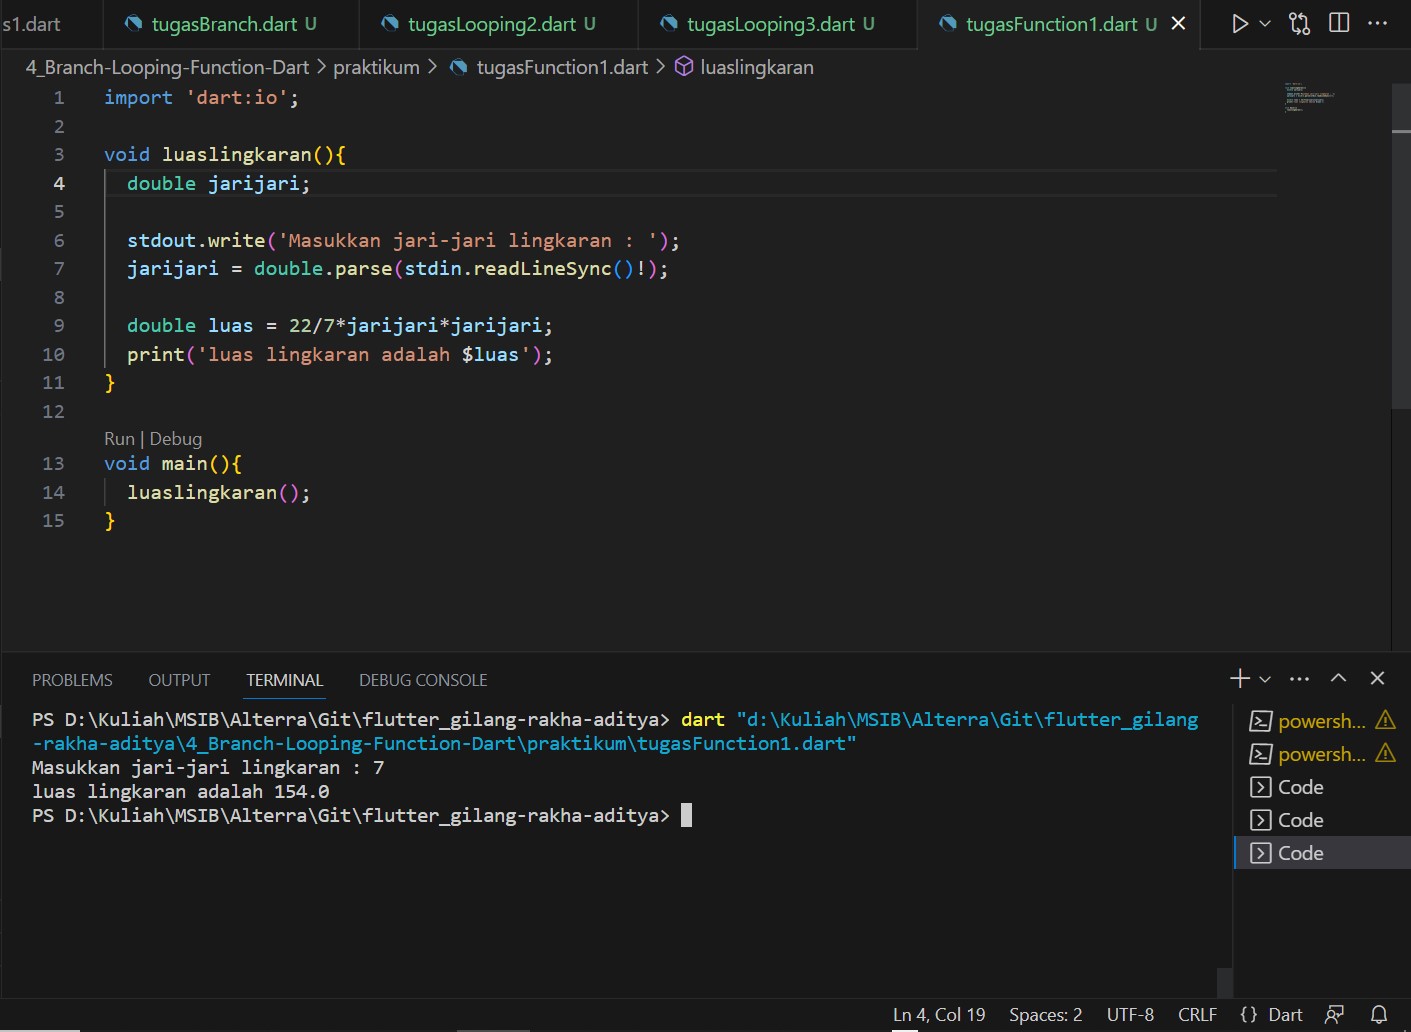 s1.dart tugasBranch.dart U tugasLooping2.dart U tugasLooping3.dart U tugasFunction1.dart U
4_Branch-Looping-Function-Dart > praktikum > tugasFunction1.dart > luaslingkaran
1 import 'dart:io';
2
3 void luaslingkaran(){
4 double jarijari;
5
6 stdout.write('Masukkan jari-jari lingkaran : ');
7 jarijari = double.parse(stdin.readLineSync()!);
8
9 double luas = 22/7*jarijari*jarijari;
10 print('luas lingkaran adalah $luas');
11 }
12
Run | Debug
13 void main(){
14 luaslingkaran();
15 }
PROBLEMS OUTPUT TERMINAL DEBUG CONSOLE
PS D:\Kuliah\MSIB\Alterra\Git\flutter_gilang-rakha-aditya> dart "d:\Kuliah\MSIB\Alterra\Git\flutter_gilang
-rakha-aditya\4_Branch-Looping-Function-Dart\praktikum\tugasFunction1.dart"
Masukkan jari-jari lingkaran : 7
luas lingkaran adalah 154.0
PS D:\Kuliah\MSIB\Alterra\Git\flutter_gilang-rakha-aditya>
powersh...
powersh...
Code
Code
Code
Ln 4, Col 19 Spaces: 2 UTF-8 CRLF {} Dart